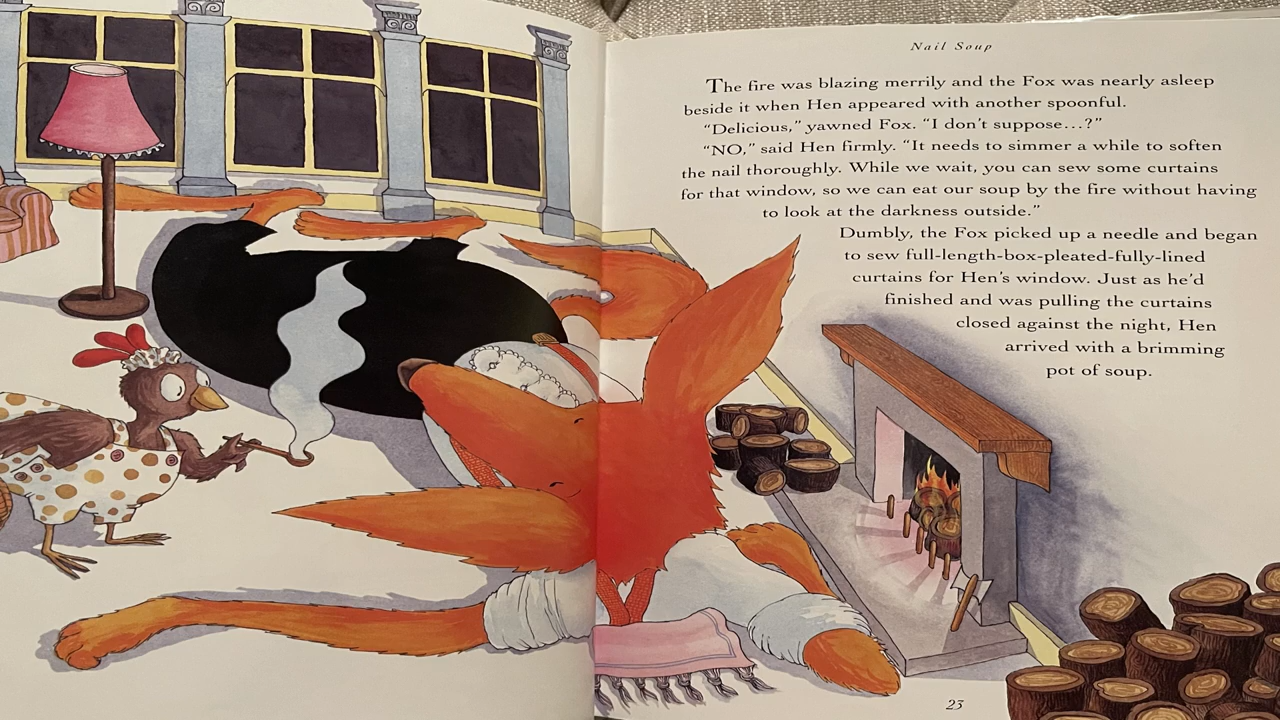 Nail Soup
The fire was blazing merrily and the Fox was nearly asleep
beside it when Hen appeared with another spoonful.
“Delicious,” yawned Fox. “I don’t suppose...?”
“NO,” said Hen firmly. “It needs to simmer a while to soften
the nail thoroughly. While we wait, you can sew some curtains
for that window, so we can eat our soup by the fire without having
to look at the darkness outside.”
Dumbly, the Fox picked up a needle and began
to sew full-length-box-pleated-fully-lined
curtains for Hen’s window. Just as he’d
finished and was pulling the curtains
closed against the night, Hen
arrived with a brimming
pot of soup.
23